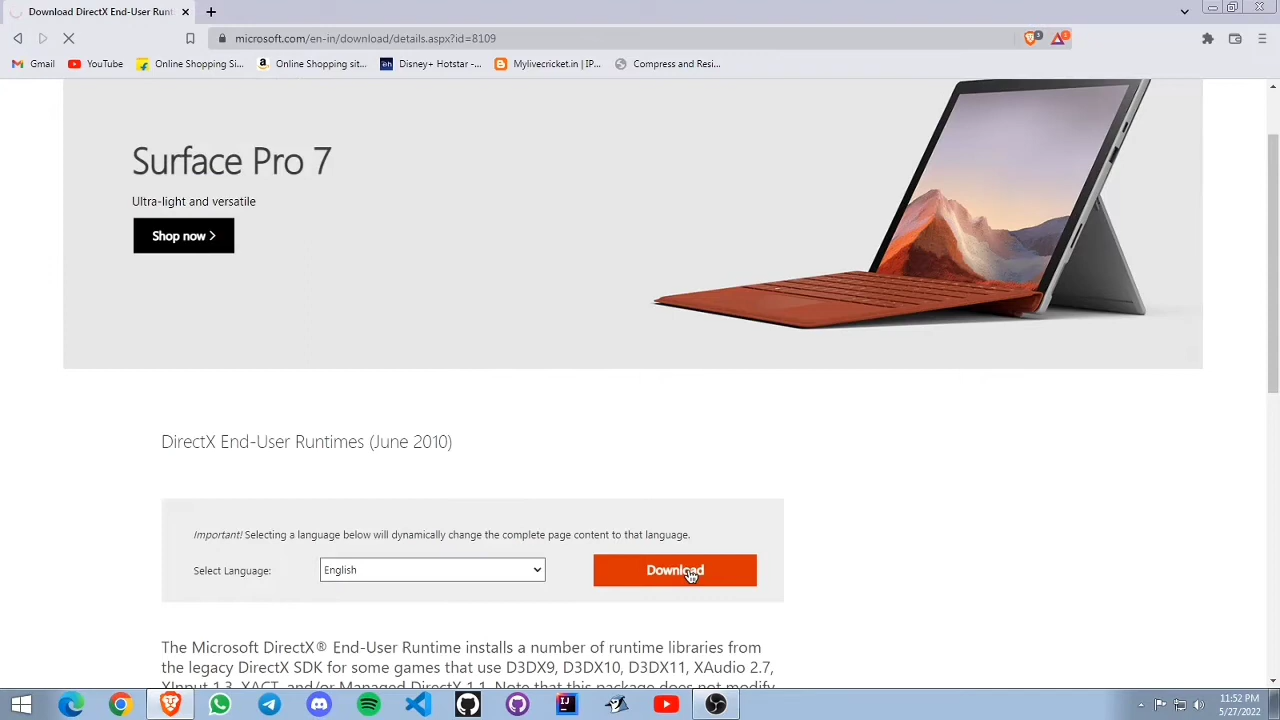 Download DirectX End-User Runt
microsoft.com/en-in/download/details.aspx?id=8109
3
Gmail
YouTube
Online Shopping Si...
Online Shopping sit...
Disney+ Hotstar -...
Mylivecricket.in | IP...
Compress and Resi...
Surface Pro 7
Ultra-light and versatile
Shop now >
DirectX End-User Runtimes (June 2010)
Important! Selecting a language below will dynamically change the complete page content to that language.
Select Language:
English
Download
The Microsoft DirectX® End-User Runtime installs a number of runtime libraries from
the legacy DirectX SDK for some games that use D3DX9, D3DX10, D3DX11, XAudio 2.7,
XInput 1.3, XACT, and/or Managed DirectX 1.1. Note that this package does not modify
11:52 PM
5/27/2022